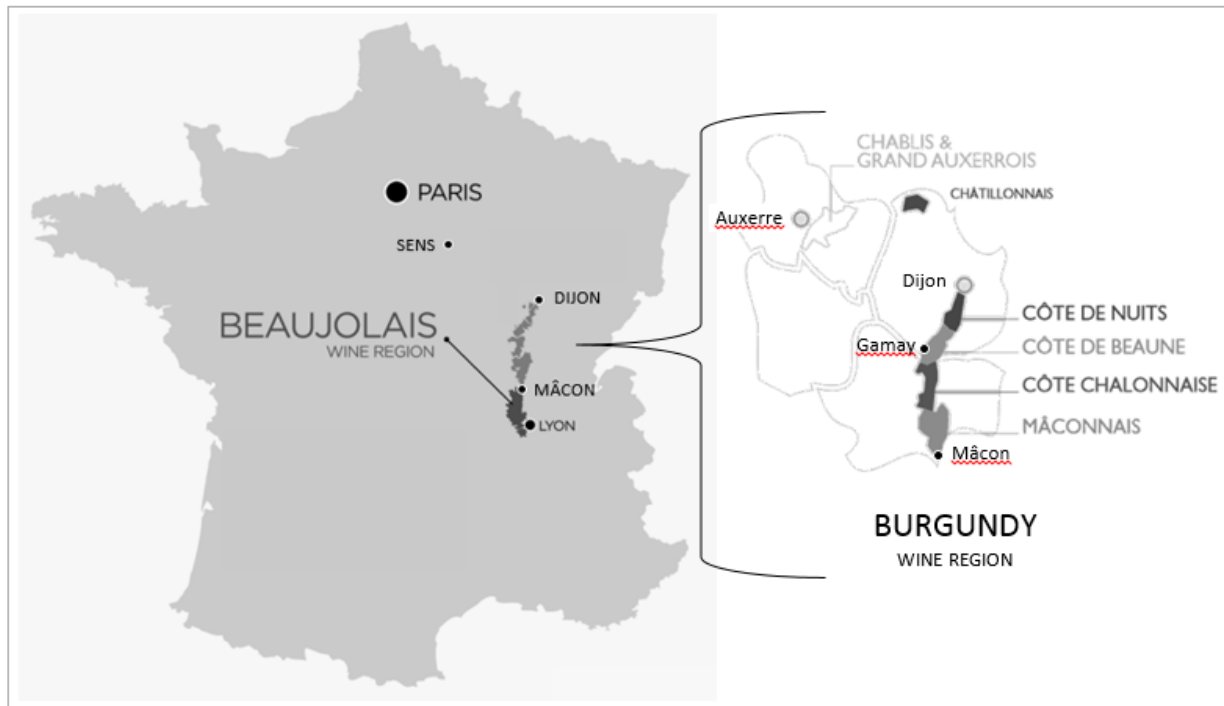 PARIS
SENS
DIJON
BEAUJOLAIS
WINE REGION
MÂCON
LYON
CHABLIS &
GRAND AUXERROIS
CHÂTILLONNAIS
Auxerre
Dijon
CÔTE DE NUITS
Gamay
CÔTE DE BEAUNE
CÔTE CHALONNAISE
MÂCONNAIS
Mâcon
BURGUNDY
WINE REGION